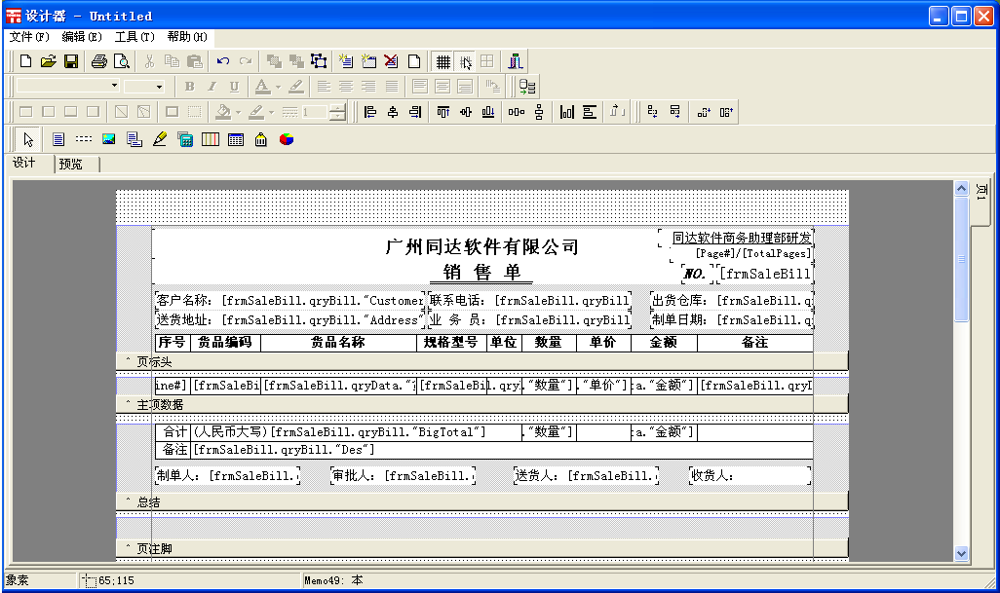 设计器 - Untitled
文件(F) 编辑(E) 工具(T) 帮助(H)
B I U A
1
设计 预览
页1
广州同达软件有限公司
同达软件商务助理部研发
[Page#]/[TotalPages]
销 售 单
NO. [frmSaleBill
客户名称: [frmSaleBill.qryBill."Customer 联系电话: [frmSaleBill.qryBill 出货仓库: [frmSaleBill.q
送货地址: [frmSaleBill.qryBill."Address" 业 务 员: [frmSaleBill.qryBill 制单日期: [frmSaleBill.q
序号 货品编码 货品名称 规格型号 单位 数量 单价 金额 备注
^ 页标头
ine#] [frmSaleBi [frmSaleBill.qryData." [frmSaleBi l.qry. ."数量"] ."单价"] :a."金额"] [frmSaleBill.qryD
^ 主项数据
合计 (人民币大写)[frmSaleBill.qryBill."BigTotal"] ."数量"] :a."金额"]
备注 [frmSaleBill.qryBill."Des"]
制单人: [frmSaleBill. 审批人: [frmSaleBill. 送货人: [frmSaleBill. 收货人:
^ 总结
^ 页注脚
象素 65;115 Memo49: 本